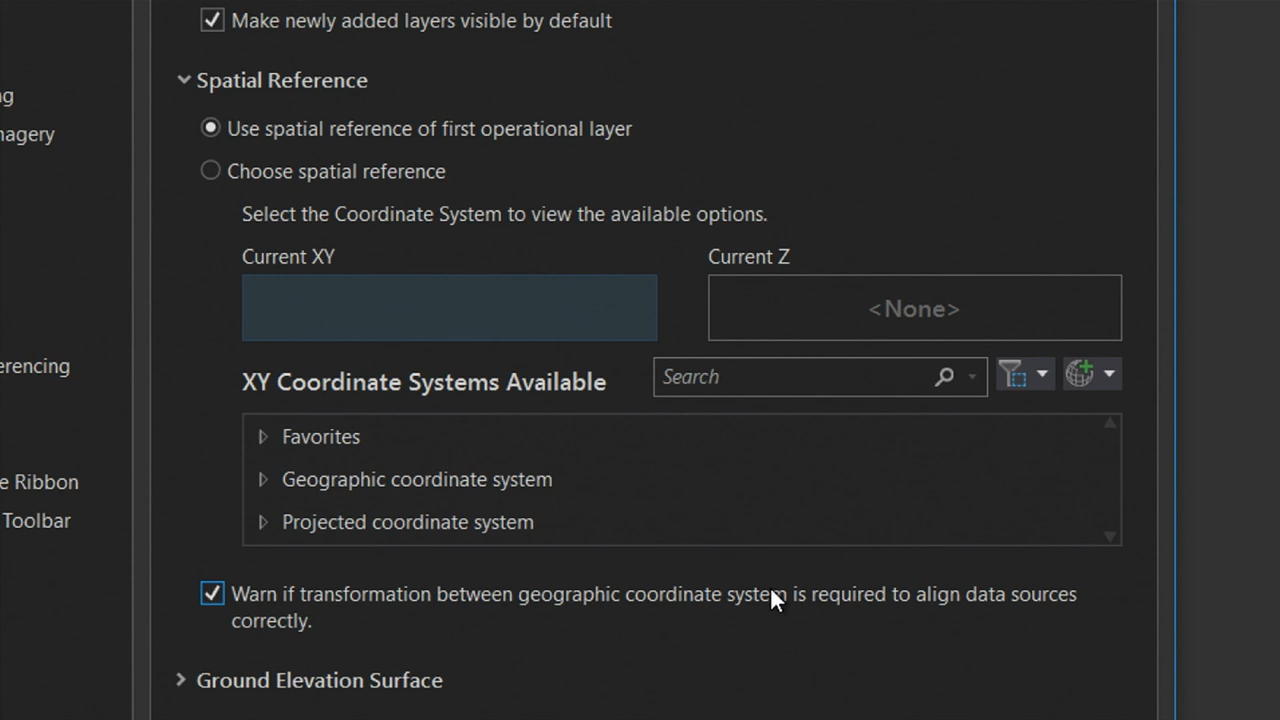 Make newly added layers visible by default
Spatial Reference
ng
magery
Use spatial reference of first operational layer
Choose spatial reference
Select the Coordinate System to view the available options.
Current XY
Current Z
<None>
erencing
XY Coordinate Systems Available
Search
Favorites
Geographic coordinate system
e Ribbon
Projected coordinate system
Toolbar
Warn if transformation between geographic coordinate system is required to align data sources
correctly.
Ground Elevation Surface